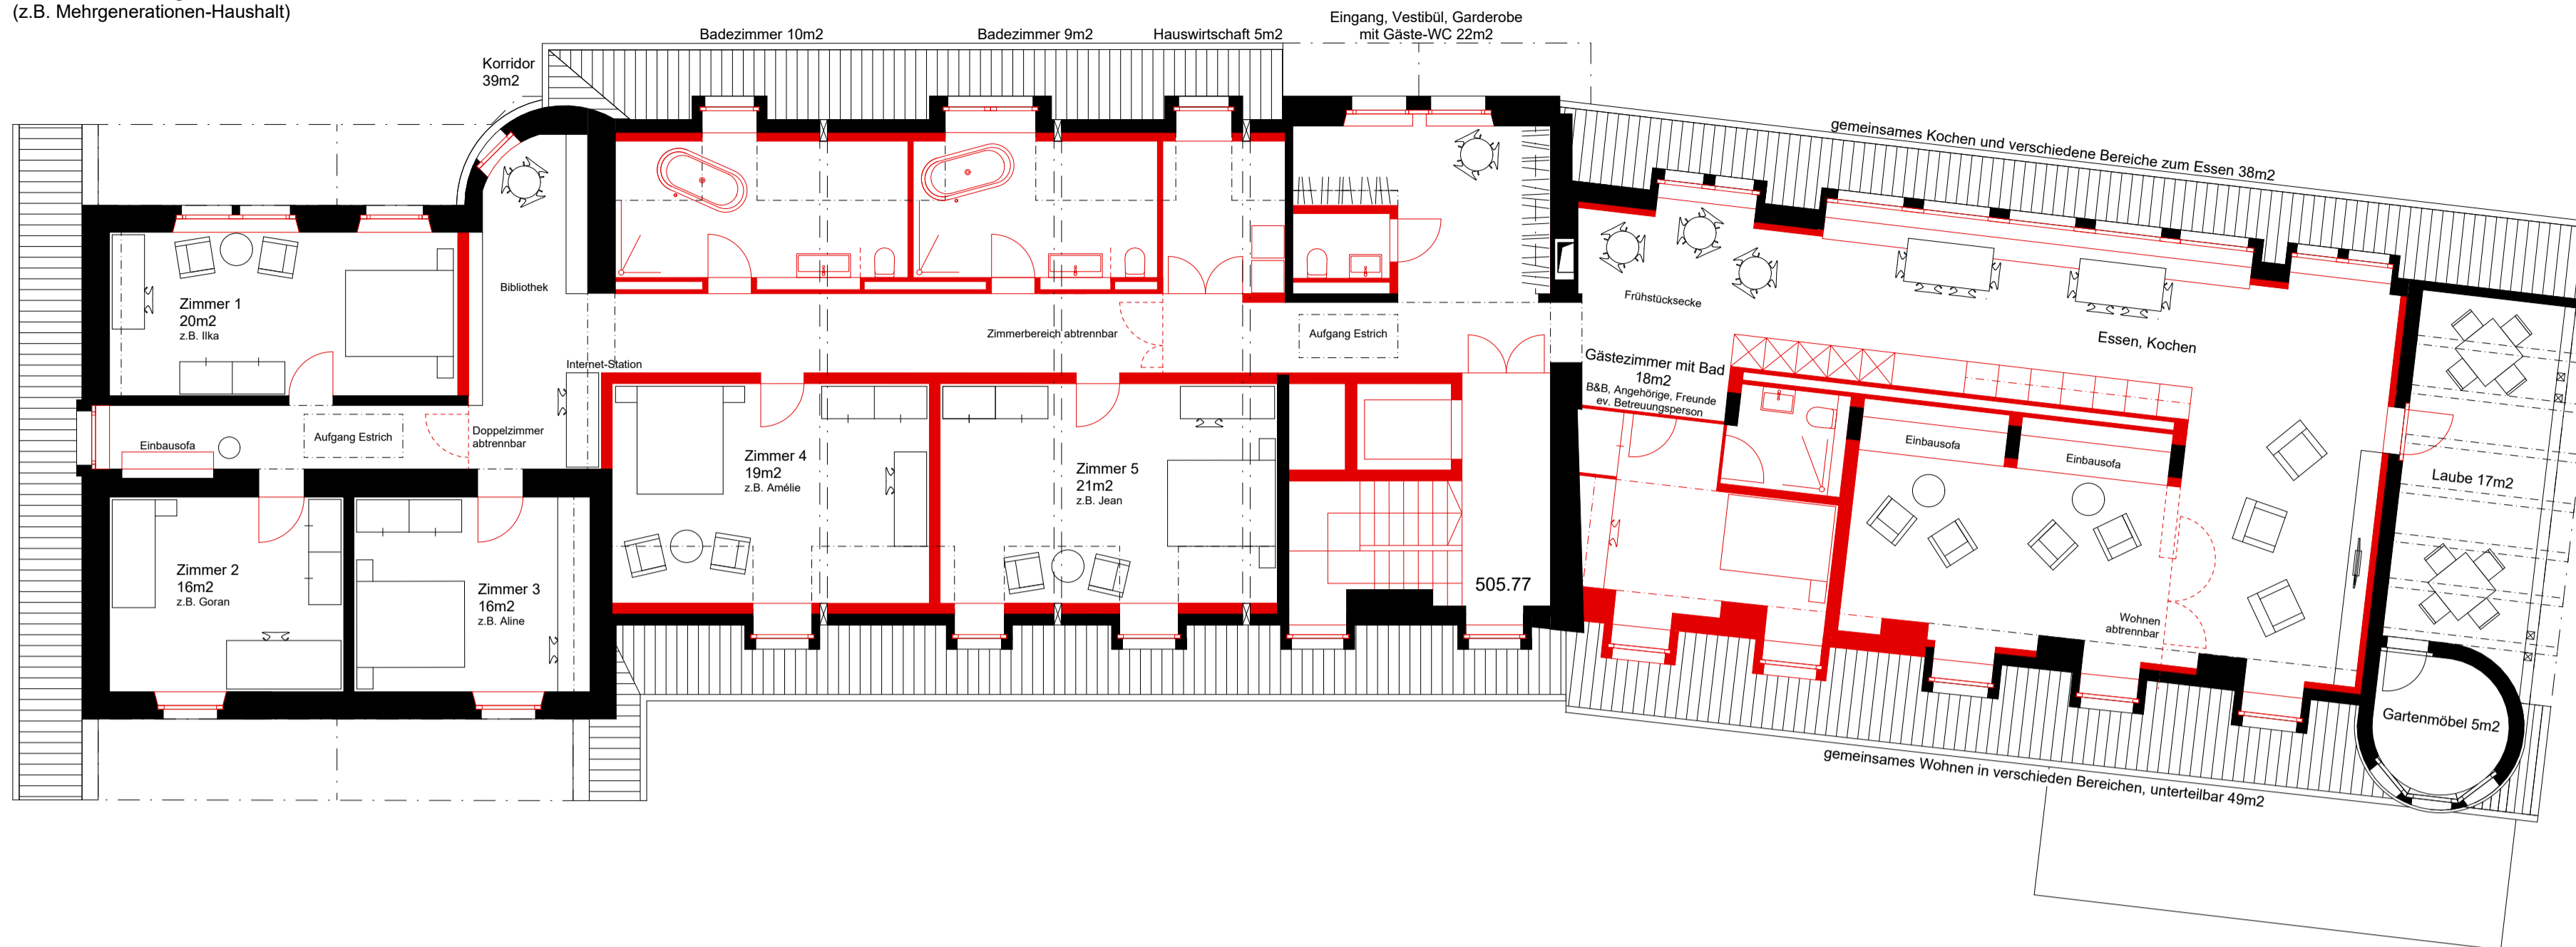 (z.B. Mehrgenerationen-Haushalt)
Eingang, Vestibül, Garderobe
mit Gäste-WC 22m2
Badezimmer 10m2
Badezimmer 9m2
Hauswirtschaft 5m2
Korridor
39m2
gemeinsames Kochen und verschiedene Bereiche zum Essen 38m2
Bibliothek
Zimmer 1
20m2
z.B. Ilka
Frühstücksecke
Zimmerbereich abtrennbar
Aufgang Estrich
Essen, Kochen
Internet-Station
Gästezimmer mit Bad
18m2
B&B, Angehörige, Freunde
ev. Betreuungsperson
Einbausofa
Aufgang Estrich
Doppelzimmer
abtrennbar
Zimmer 4
19m2
z.B. Amélie
Zimmer 5
21m2
z.B. Jean
Einbausofa
Einbausofa
Laube 17m2
Zimmer 2
16m2
z.B. Goran
Zimmer 3
16m2
z.B. Aline
505.77
Wohnen
abtrennbar
Gartenmöbel 5m2
gemeinsames Wohnen in verschieden Bereichen, unterteilbar 49m2